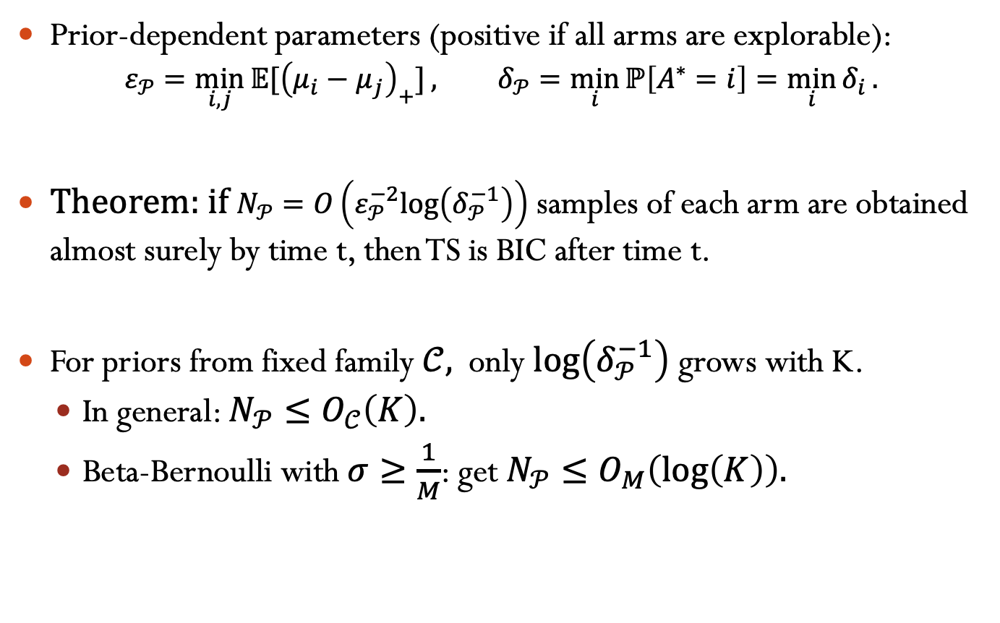 • Prior-dependent parameters (positive if all arms are explorable):
$\varepsilon_{\mathcal{P}} = \min_{i,j} \mathbb{E}[(\mu_i - \mu_j)_+], \qquad \delta_{\mathcal{P}} = \min_i \mathbb{P}[A^* = i] = \min_i \delta_i.$
• Theorem: if $N_{\mathcal{P}} = O\left(\varepsilon_{\mathcal{P}}^{-2}\log(\delta_{\mathcal{P}}^{-1})\right)$ samples of each arm are obtained
almost surely by time t, then TS is BIC after time t.
• For priors from fixed family $\mathcal{C}$, only $\log(\delta_{\mathcal{P}}^{-1})$ grows with K.
• In general: $N_{\mathcal{P}} \leq O_{\mathcal{C}}(K).$
• Beta-Bernoulli with $\sigma \geq \frac{1}{M}$: get $N_{\mathcal{P}} \leq O_M(\log(K)).$